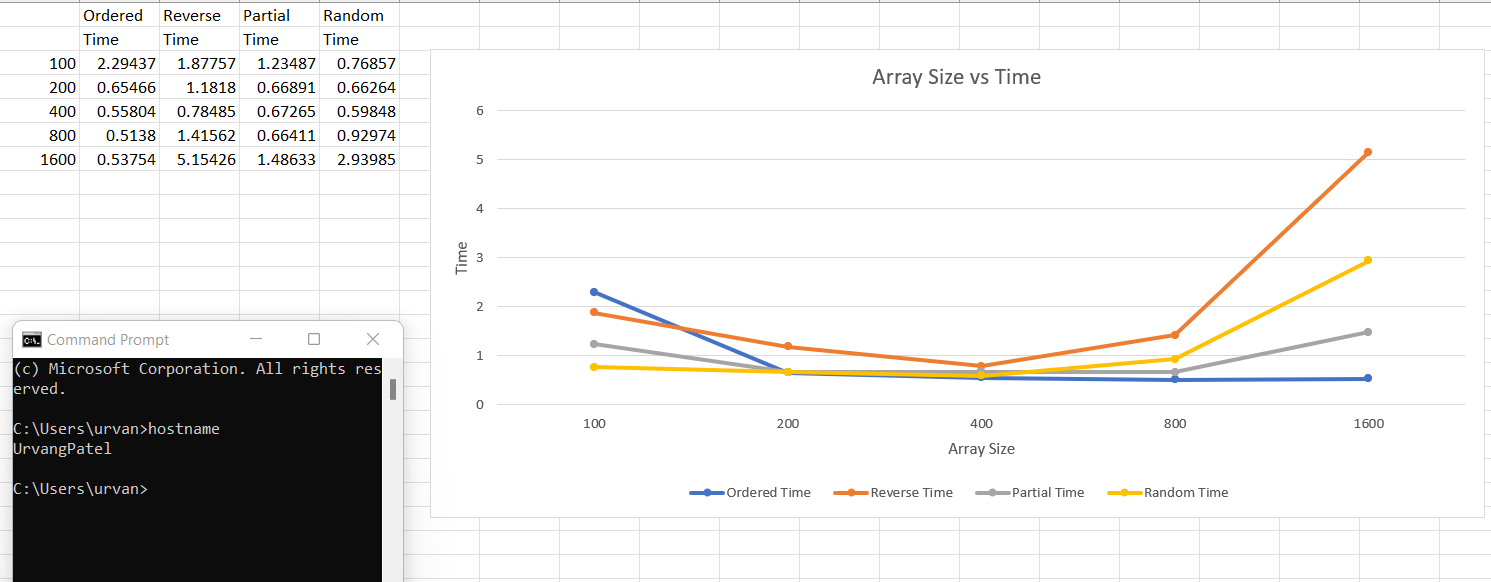 Ordered Reverse Partial Random
Time Time Time Time
100 2.29437 1.87757 1.23487 0.76857
200 0.65466 1.1818 0.66891 0.66264
400 0.55804 0.78485 0.67265 0.59848
800 0.5138 1.41562 0.66411 0.92974
1600 0.53754 5.15426 1.48633 2.93985
Array Size vs Time
6
5
4
3
2
1
0
Time
100 200 400 800 1600
Array Size
Ordered Time Reverse Time Partial Time Random Time
C:\. Command Prompt
(c) Microsoft Corporation. All rights res
erved.
C:\Users\urvan>hostname
UrvangPatel
C:\Users\urvan>